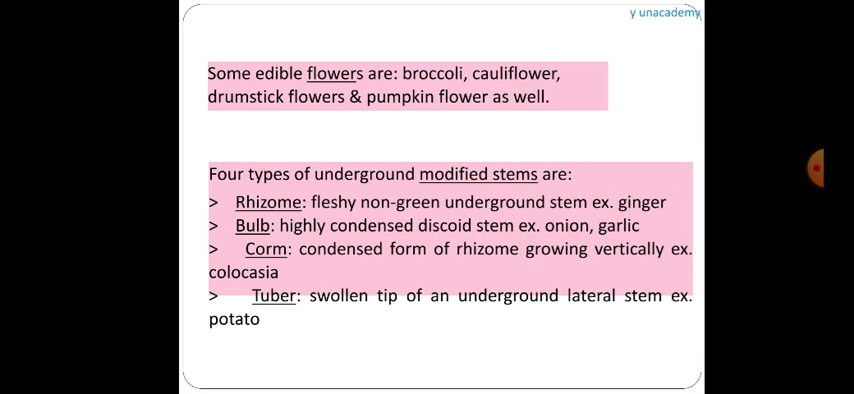 y unacademy
Some edible flowers are: broccoli, cauliflower,
drumstick flowers & pumpkin flower as well.
Four types of underground modified stems are:
> Rhizome: fleshy non-green underground stem ex. ginger
> Bulb: highly condensed discoid stem ex. onion, garlic
> Corm: condensed form of rhizome growing vertically ex.
colocasia
> Tuber: swollen tip of an underground lateral stem ex.
potato